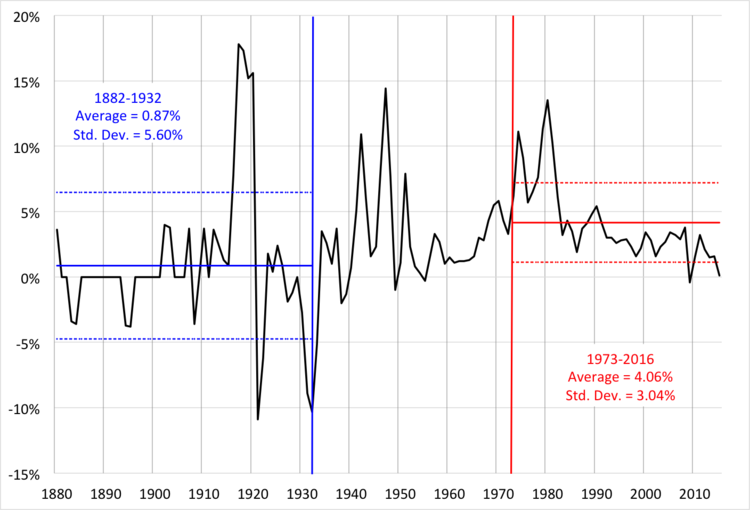 20%
15%
10%
5%
0%
-5%
-10%
-15%
1882-1932
Average = 0.87%
Std. Dev. = 5.60%
1973-2016
Average = 4.06%
Std. Dev. = 3.04%
1880 1890 1900 1910 1920 1930 1940 1950 1960 1970 1980 1990 2000 2010